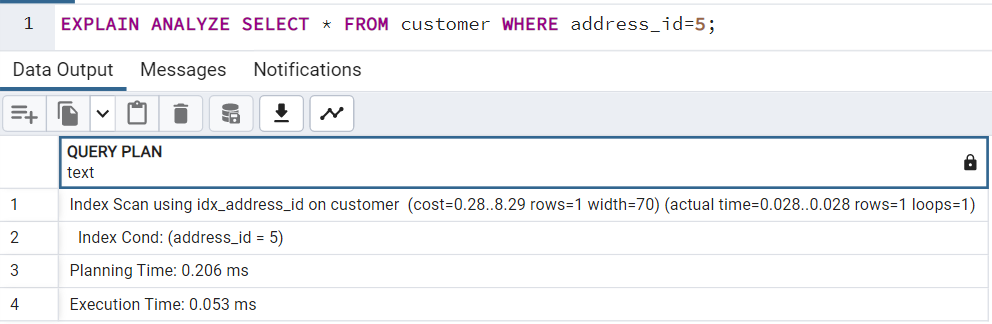 1 EXPLAIN ANALYZE SELECT * FROM customer WHERE address_id=5;
Data Output Messages Notifications
QUERY PLAN
text
1 Index Scan using idx_address_id on customer (cost=0.28..8.29 rows=1 width=70) (actual time=0.028..0.028 rows=1 loops=1)
2 Index Cond: (address_id = 5)
3 Planning Time: 0.206 ms
4 Execution Time: 0.053 ms